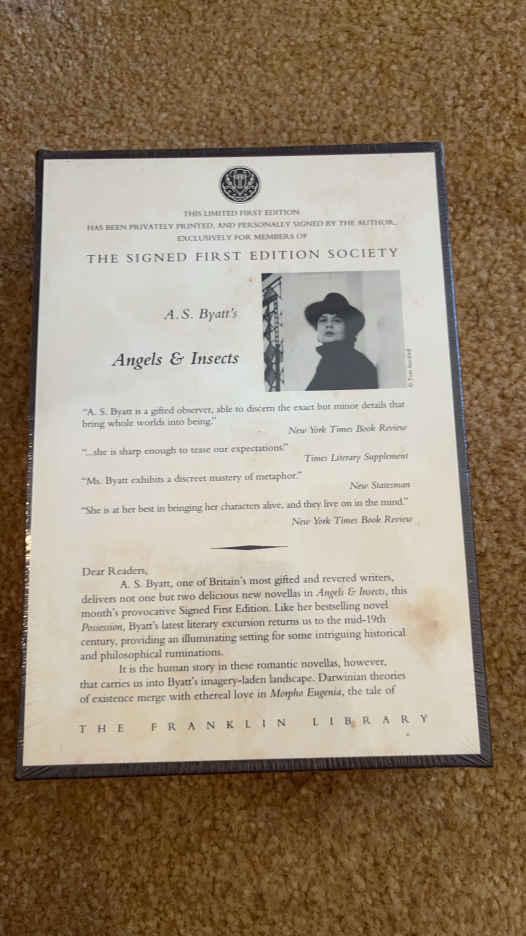 THIS LIMITED FIRST EDITION
HAS BEEN PRIVATELY PRINTED, AND PERSONALLY SIGNED BY THE AUTHOR,
EXCLUSIVELY FOR MEMBERS OF
THE SIGNED FIRST EDITION SOCIETY
A.S. Byatt's
Angels & Insects
"A. S. Byatt is a gifted observer, able to discern the exact but minor details that
bring whole worlds into being."
New York Times Book Review
"...she is sharp enough to tease our expectations."
Times Literary Supplement
"Ms. Byatt exhibits a discreet mastery of metaphor."
New Statesman
"She is at her best in bringing her characters alive, and they live on in the mind."
New York Times Book Review
Dear Readers,
A. S. Byatt, one of Britain's most gifted and revered writers,
delivers not one but two delicious new novellas in Angels & Insects, this
month's provocative Signed First Edition. Like her bestselling novel
Possession, Byatt's latest literary excursion returns us to the mid-19th
century, providing an illuminating setting for some intriguing historical
and philosophical ruminations.
It is the human story in these romantic novellas, however,
that carries us into Byatt's imagery-laden landscape. Darwinian theories
of existence merge with ethereal love in Morpho Eugenia, the tale of
THE FRANKLIN LIBRARY